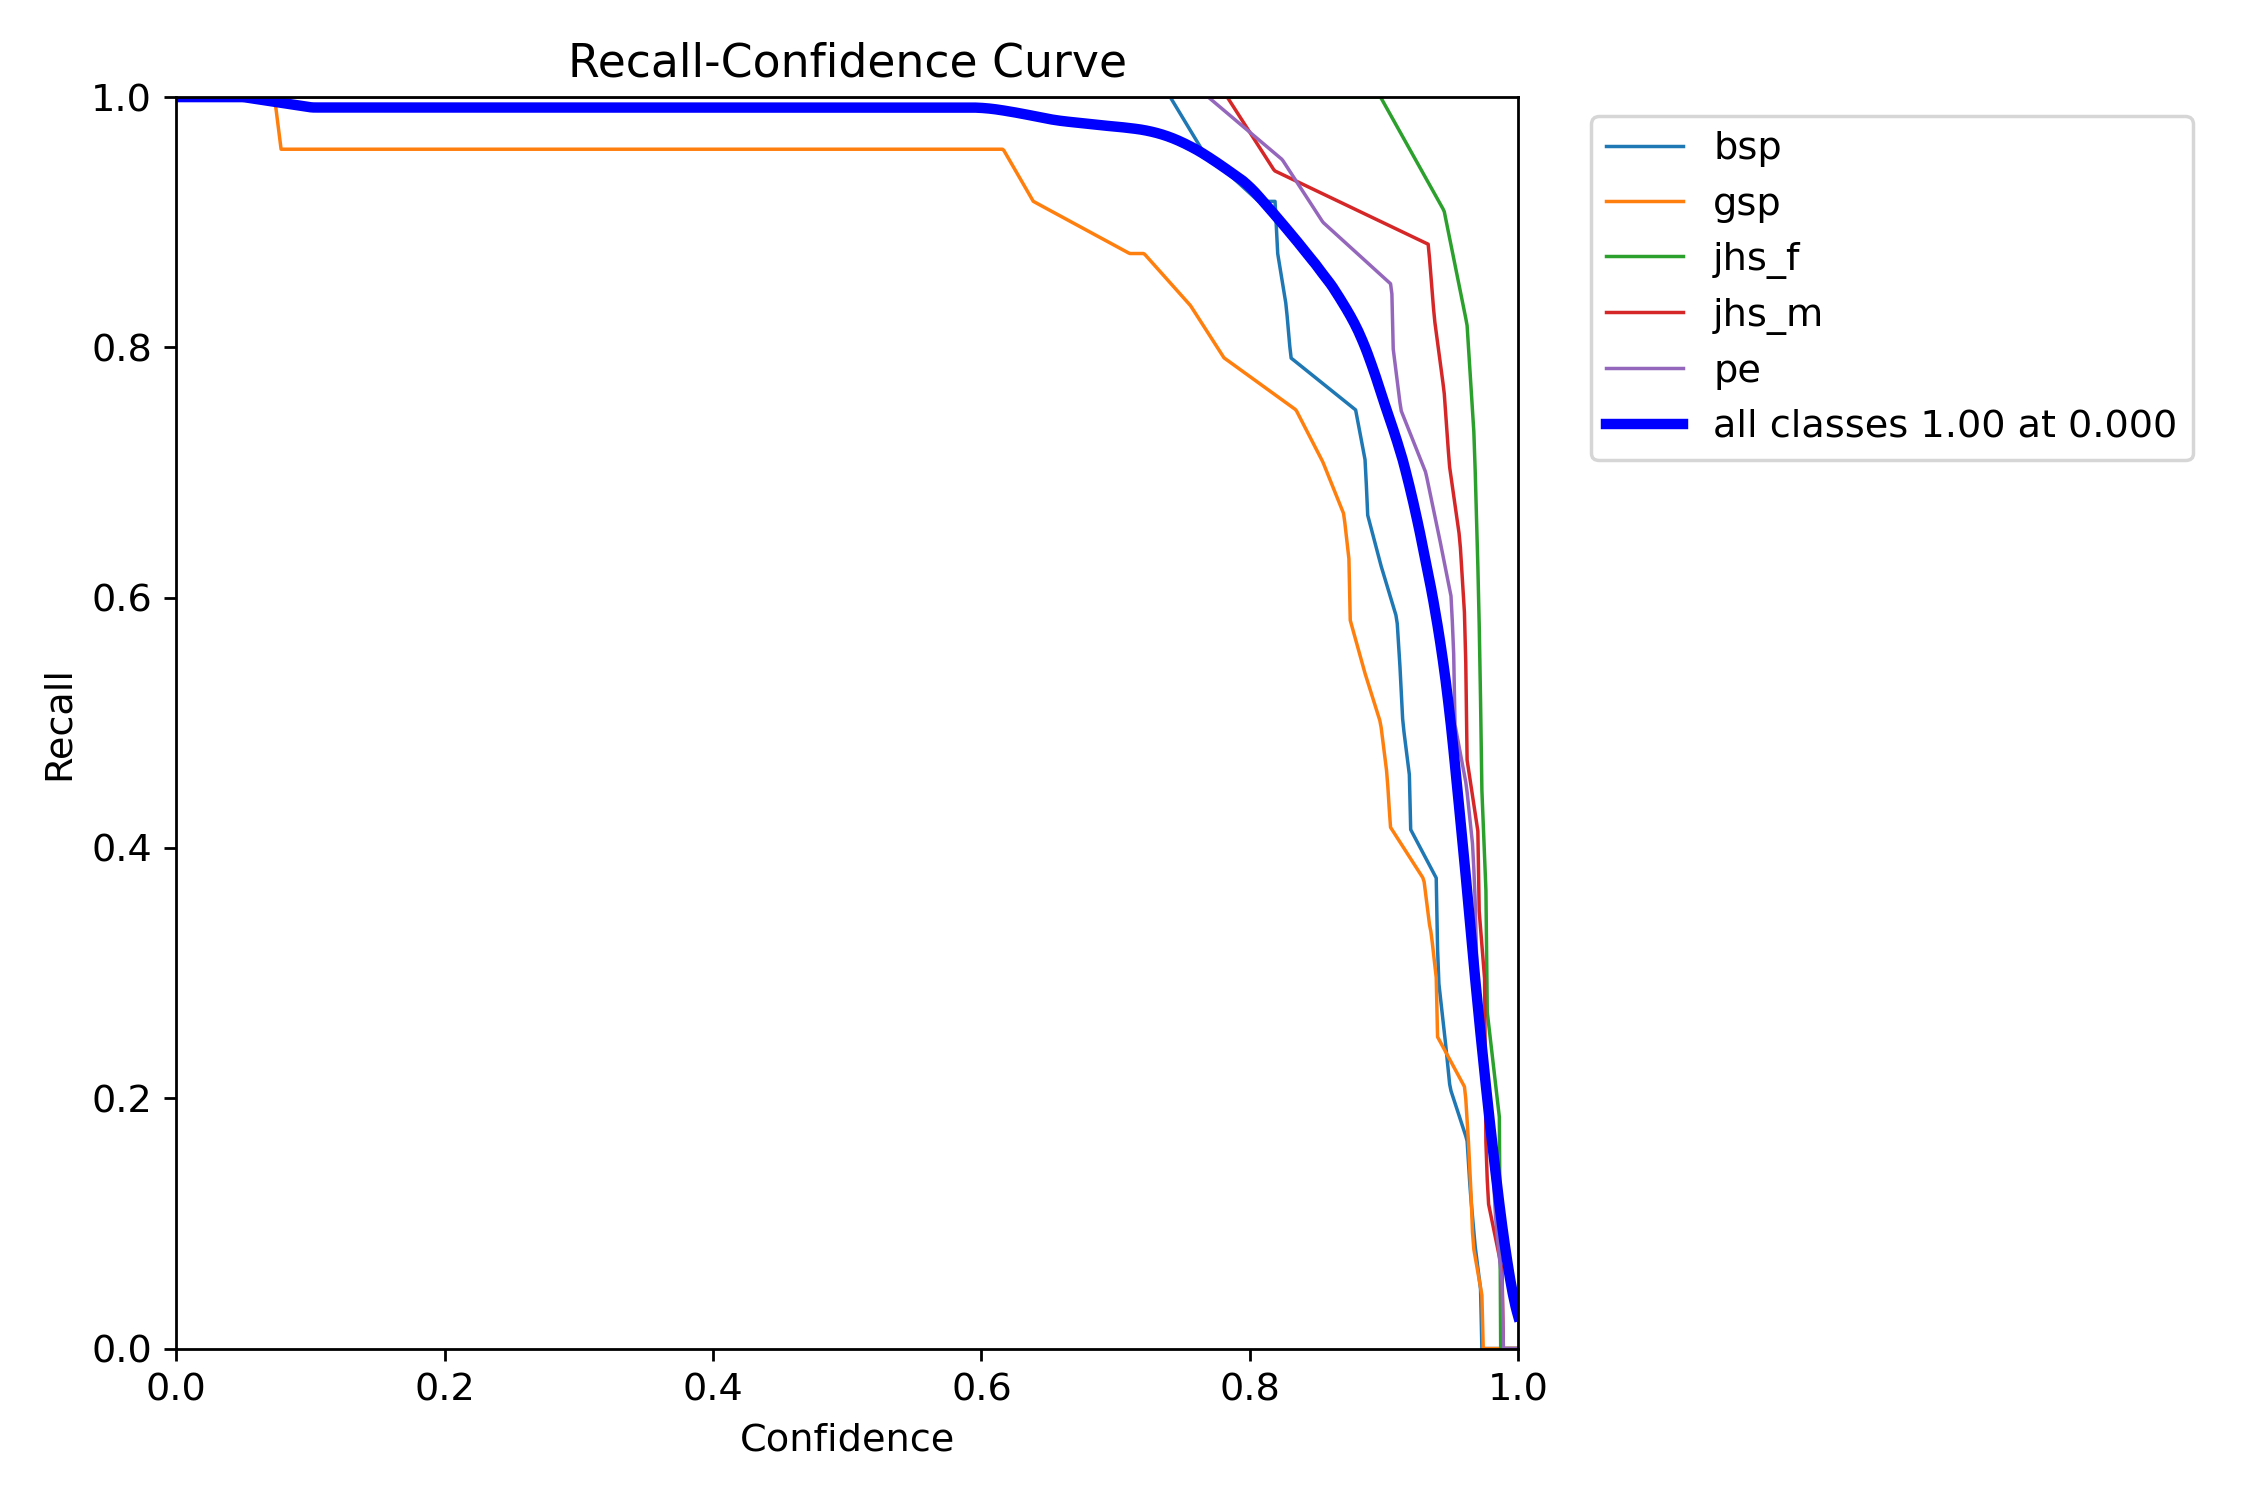 Recall-Confidence Curve
1.0
0.8
0.6
0.4
0.2
0.0
Recall
0.0 0.2 0.4 0.6 0.8 1.0
Confidence
bsp
gsp
jhs_f
jhs_m
pe
all classes 1.00 at 0.000